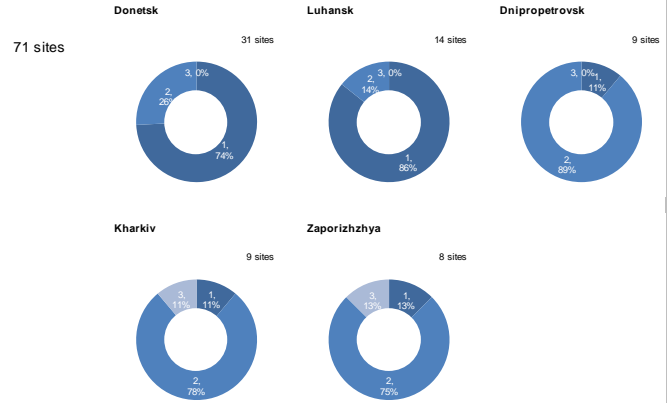 Donetsk
Luhansk
Dnipropetrovsk
71 sites
31 sites
14 sites
9 sites
3, 0%
2,
26%
1,
74%
3, 0%
2,
14%
1,
86%
3, 0%
1,
11%
2,
89%
Kharkiv
Zaporizhzhya
9 sites
8 sites
3,
11%
1,
11%
2,
78%
3,
13%
1,
13%
2,
75%